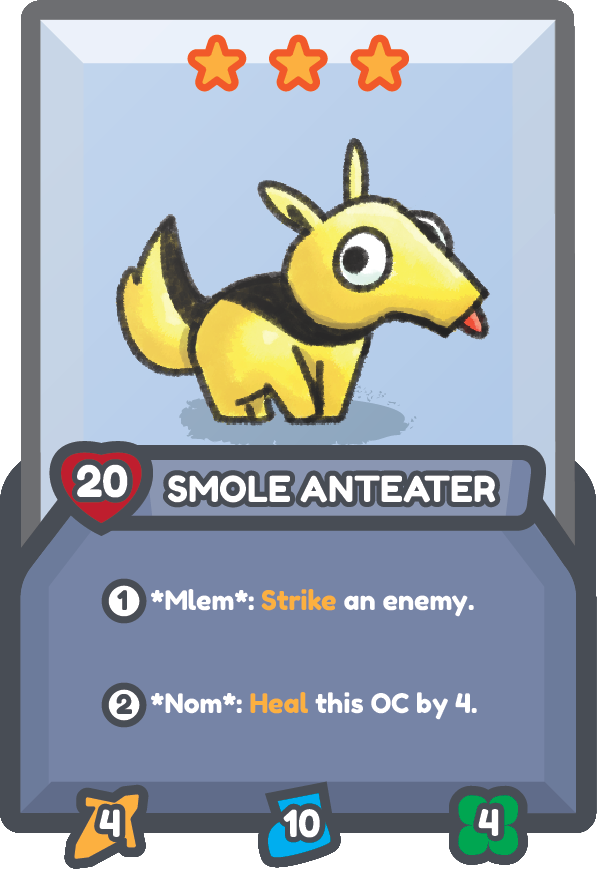 20 SMOLE ANTEATER
1 *Mlem*: Strike an enemy.
2 *Nom*: Heal this OC by 4.
4 10 4